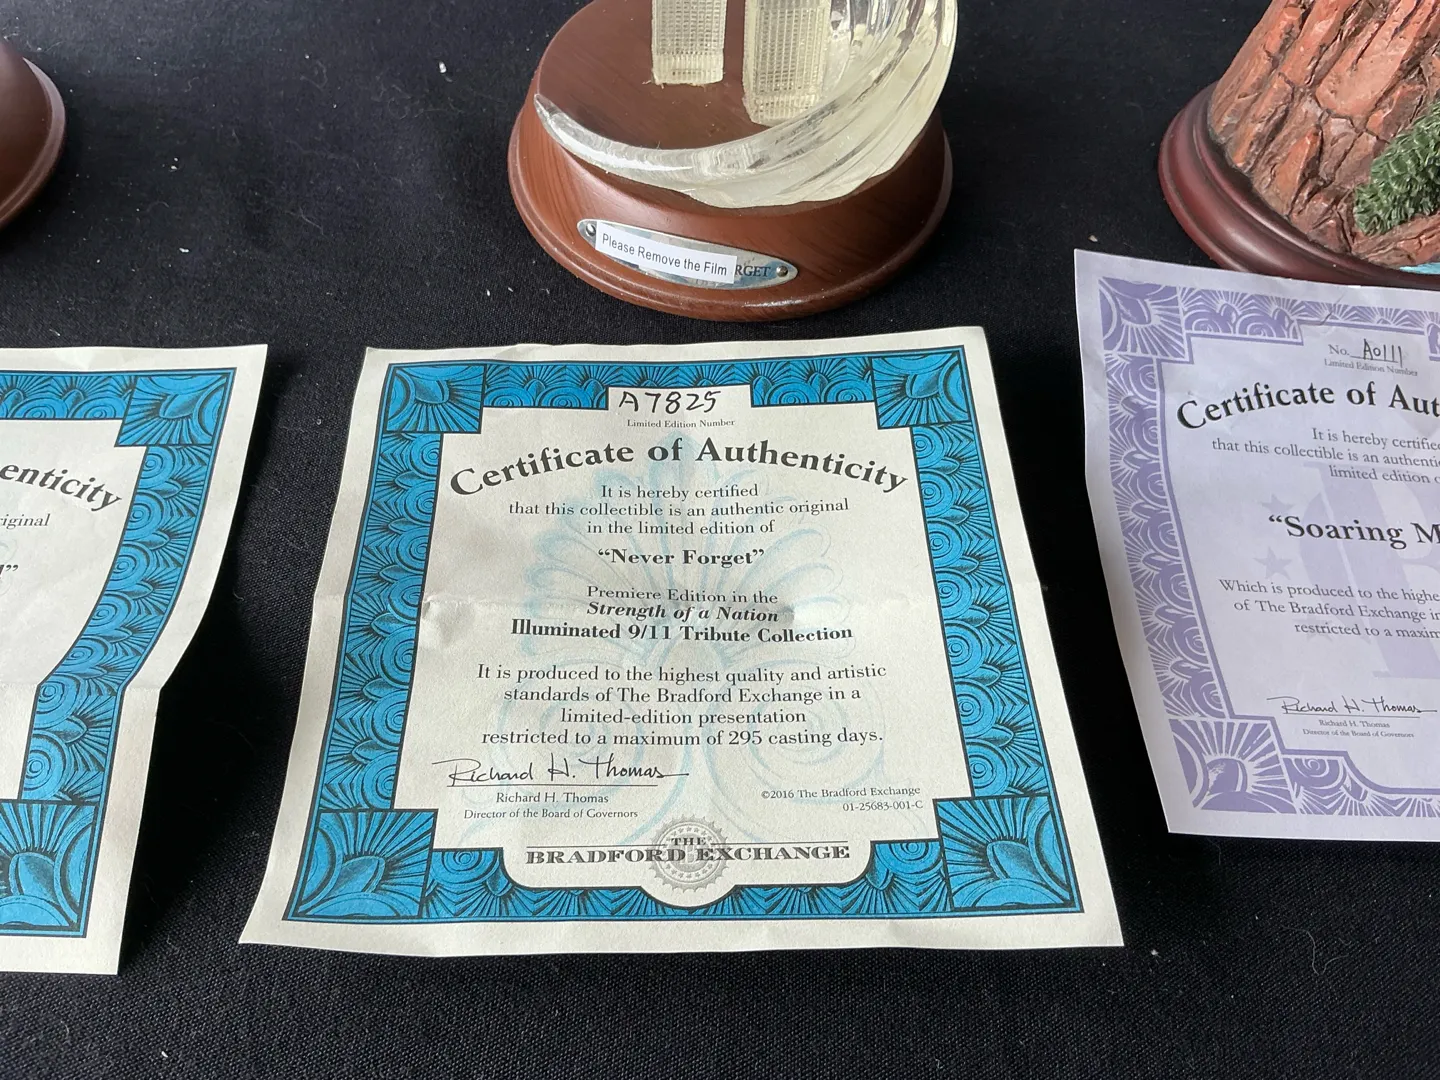 Please Remove the Film
RGET
enticity
riginal
A7825
Limited Edition Number
Certificate of Authenticity
It is hereby certified
that this collectible is an authentic original
in the limited edition of
“Never Forget”
Premiere Edition in the
Strength of a Nation
Illuminated 9/11 Tribute Collection
It is produced to the highest quality and artistic
standards of The Bradford Exchange in a
limited-edition presentation
restricted to a maximum of 295 casting days.
Richard H. Thomas
Richard H. Thomas
Director of the Board of Governors
©2016 The Bradford Exchange
01-25683-001-C
THE
BRADFORD EXCHANGE
No. A0111
Limited Edition Number
Certificate of Aut
It is hereby certifie
that this collectible is an authenti
limited edition o
“Soaring M
Which is produced to the highe
of The Bradford Exchange in
restricted to a maxim
Richard H. Thomas
Richard H. Thomas
Director of the Board of Governors